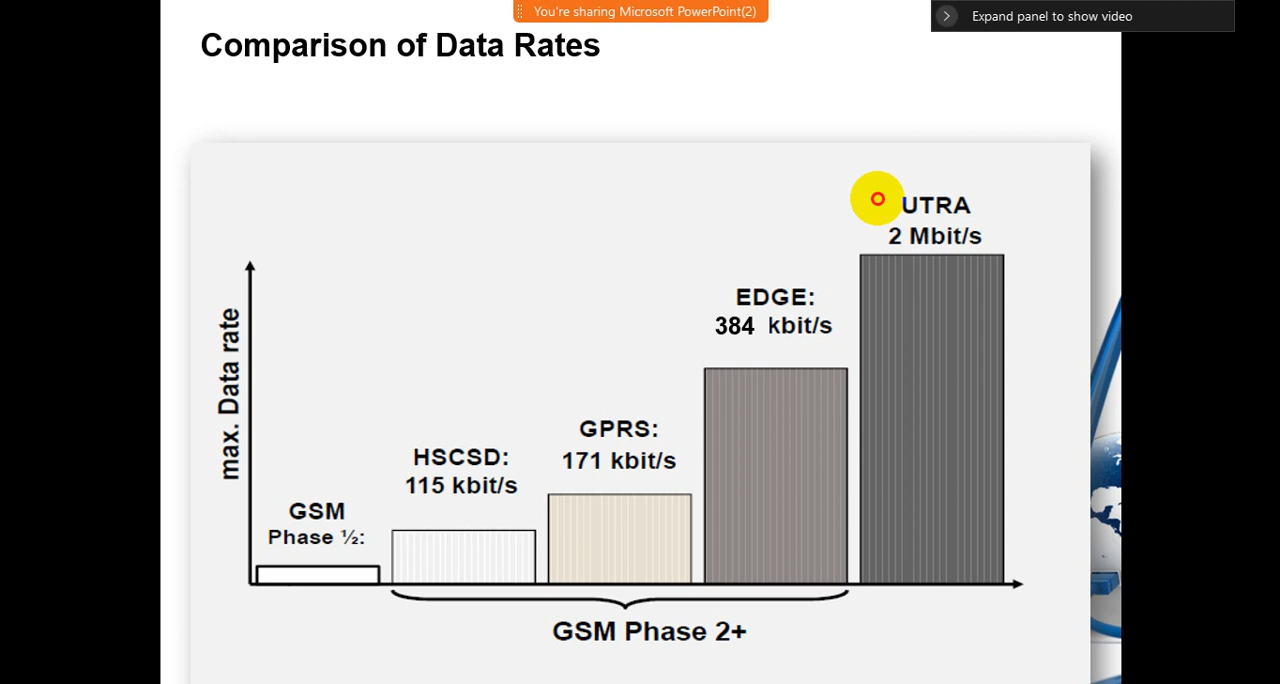 You're sharing Microsoft PowerPoint(2)
Expand panel to show video
Comparison of Data Rates
UTRA
2 Mbit/s
EDGE:
384 kbit/s
GPRS:
171 kbit/s
HSCSD:
115 kbit/s
GSM
Phase ½:
max. Data rate
GSM Phase 2+